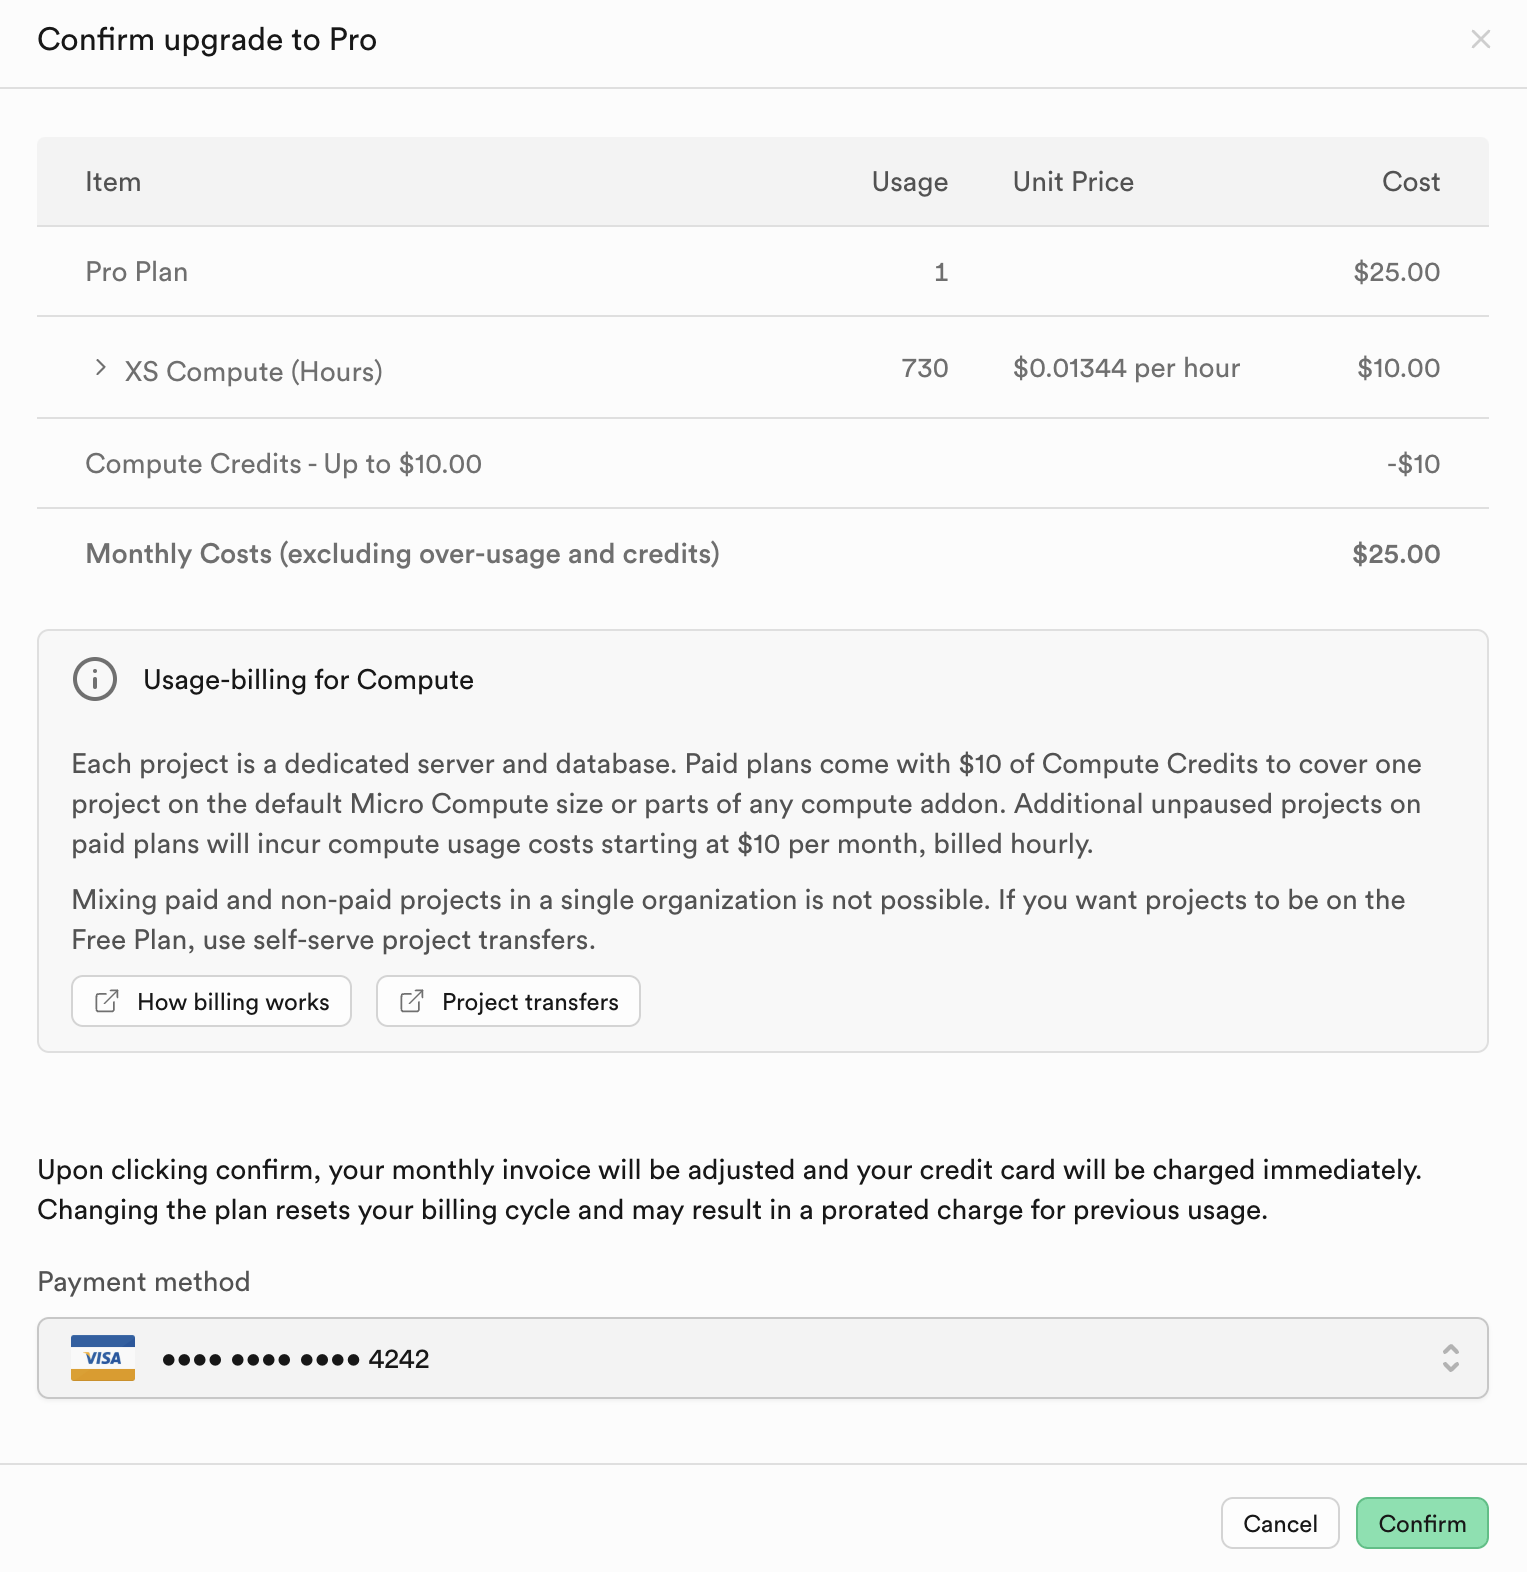 Confirm upgrade to Pro
Item Usage Unit Price Cost
Pro Plan 1 $25.00
XS Compute (Hours) 730 $0.01344 per hour $10.00
Compute Credits - Up to $10.00 -$10
Monthly Costs (excluding over-usage and credits) $25.00
Usage-billing for Compute
Each project is a dedicated server and database. Paid plans come with $10 of Compute Credits to cover one
project on the default Micro Compute size or parts of any compute addon. Additional unpaused projects on
paid plans will incur compute usage costs starting at $10 per month, billed hourly.
Mixing paid and non-paid projects in a single organization is not possible. If you want projects to be on the
Free Plan, use self-serve project transfers.
How billing works Project transfers
Upon clicking confirm, your monthly invoice will be adjusted and your credit card will be charged immediately.
Changing the plan resets your billing cycle and may result in a prorated charge for previous usage.
Payment method
VISA •••• •••• •••• 4242
Cancel Confirm